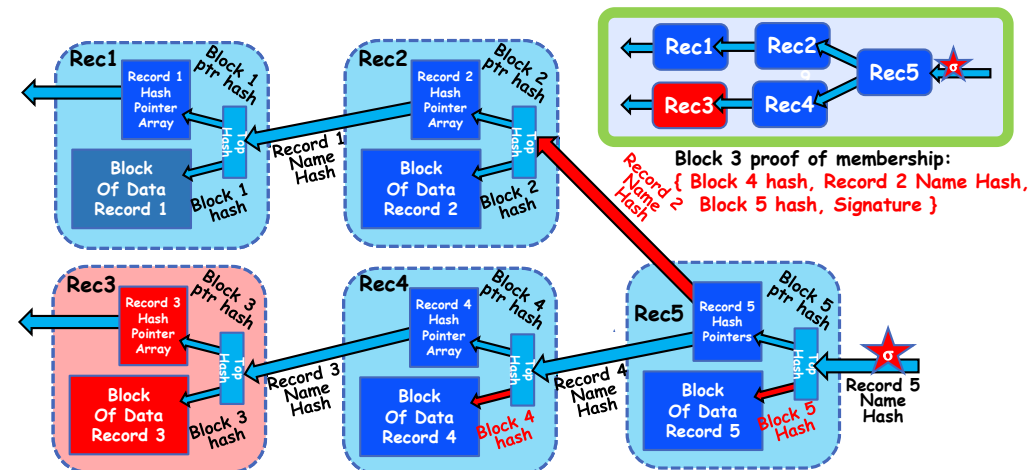 Rec1
Block 1
ptr hash
Record 1
Hash
Pointer
Array
Top
Hash
Block
Of Data
Record 1
Block 1
hash
Record 1
Name
Hash
Rec2
Block 2
ptr hash
Record 2
Hash
Pointer
Array
Top
Hash
Block
Of Data
Record 2
Block 2
hash
Rec1
Rec2
Rec3
Rec4
Rec5
σ
Record 2
Name
Hash
Block 3 proof of membership:
{ Block 4 hash, Record 2 Name Hash,
Block 5 hash, Signature }
Rec3
Block 3
ptr hash
Record 3
Hash
Pointer
Array
Top
Hash
Block
Of Data
Record 3
Block 3
hash
Record 3
Name
Hash
Rec4
Block 4
ptr hash
Record 4
Hash
Pointer
Array
Top
Hash
Block
Of Data
Record 4
Block 4
hash
Record 4
Name
Hash
Rec5
Block 5
ptr hash
Record 5
Hash
Pointers
Top
Hash
Block
Of Data
Record 5
Block 5
Hash
σ
Record 5
Name
Hash